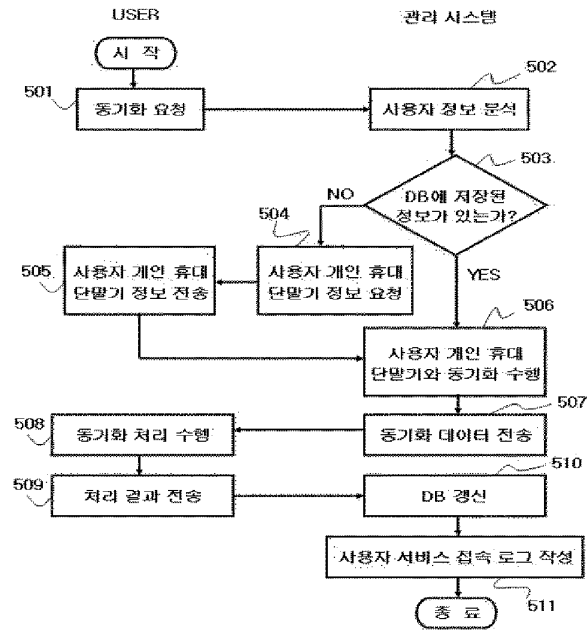 USER
관리 시스템
시 작
501
동기화 요청
502
사용자 정보 분석
503
DB에 저장된
정보가 있는가?
NO
YES
504
사용자 개인 휴대
단말기 정보 요청
505
사용자 개인 휴대
단말기 정보 전송
506
사용자 개인 휴대
단말기와 동기화 수행
507
동기화 데이터 전송
508
동기화 처리 수행
509
처리 결과 전송
510
DB 갱신
사용자 서비스 접속 로그 작성
511
종 료